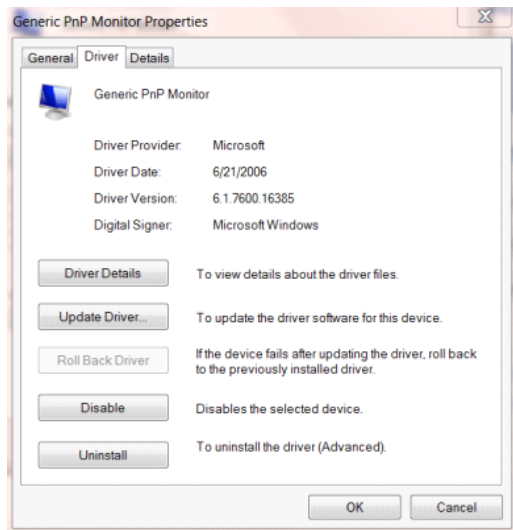 Generic PnP Monitor Properties
General Driver Details
Generic PnP Monitor
Driver Provider: Microsoft
Driver Date: 6/21/2006
Driver Version: 6.1.7600.16385
Digital Signer: Microsoft Windows
Driver Details To view details about the driver files.
Update Driver... To update the driver software for this device.
Roll Back Driver If the device fails after updating the driver, roll back
to the previously installed driver.
Disable Disables the selected device.
Uninstall To uninstall the driver (Advanced).
OK Cancel